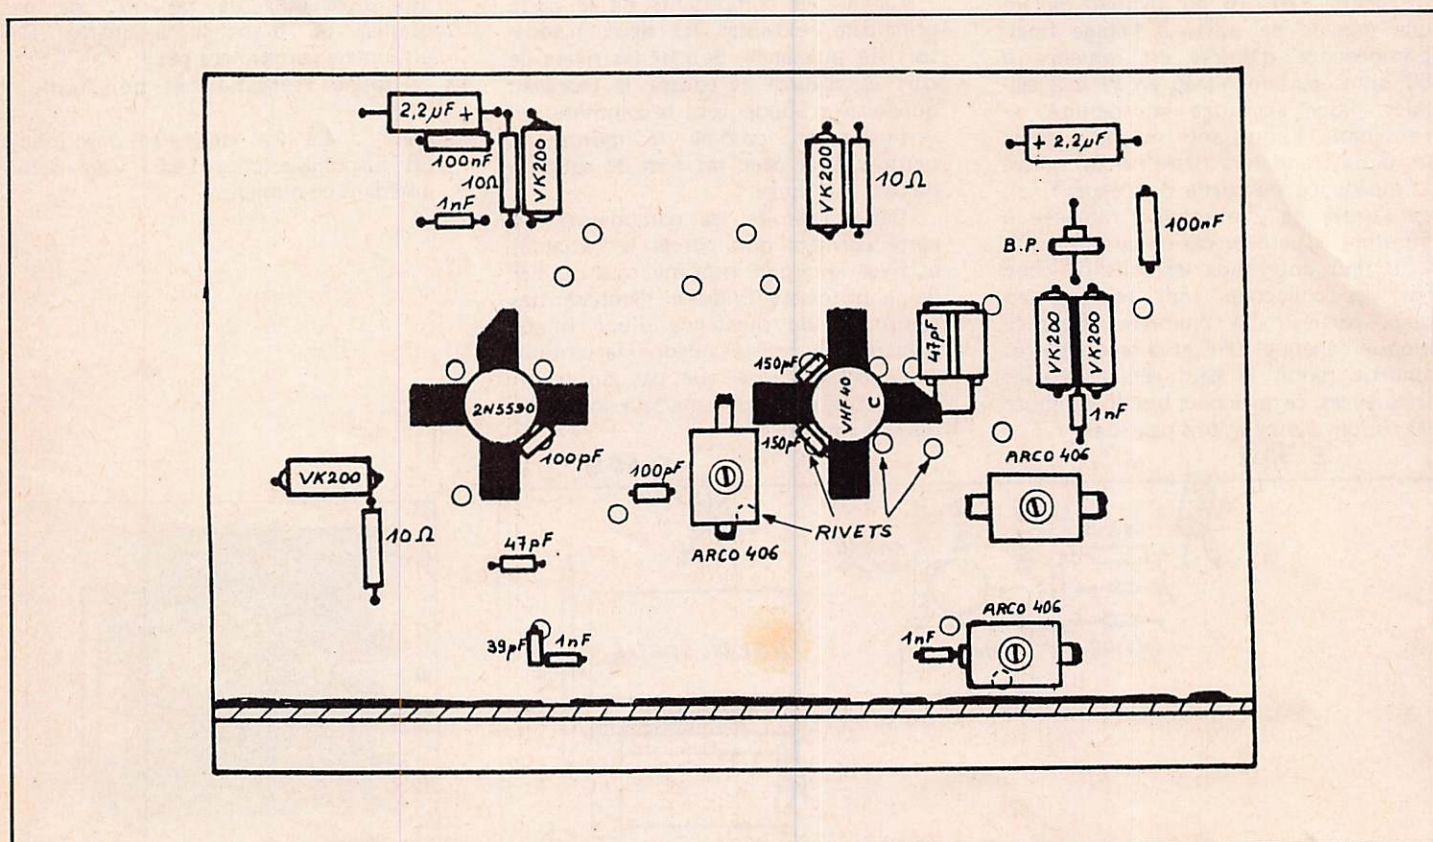 2,2µF +
100nF
10Ω
VK200
1nF
VK200
10Ω
+ 2,2µF
100nF
B.P.
VK200
VK200
1nF
47pF
150pF
VHF 40
C
150pF
2N5590
100pF
100pF
ARCO 406
RIVETS
ARCO 406
VK200
10Ω
47pF
39pF
1nF
ARCO 406
1nF